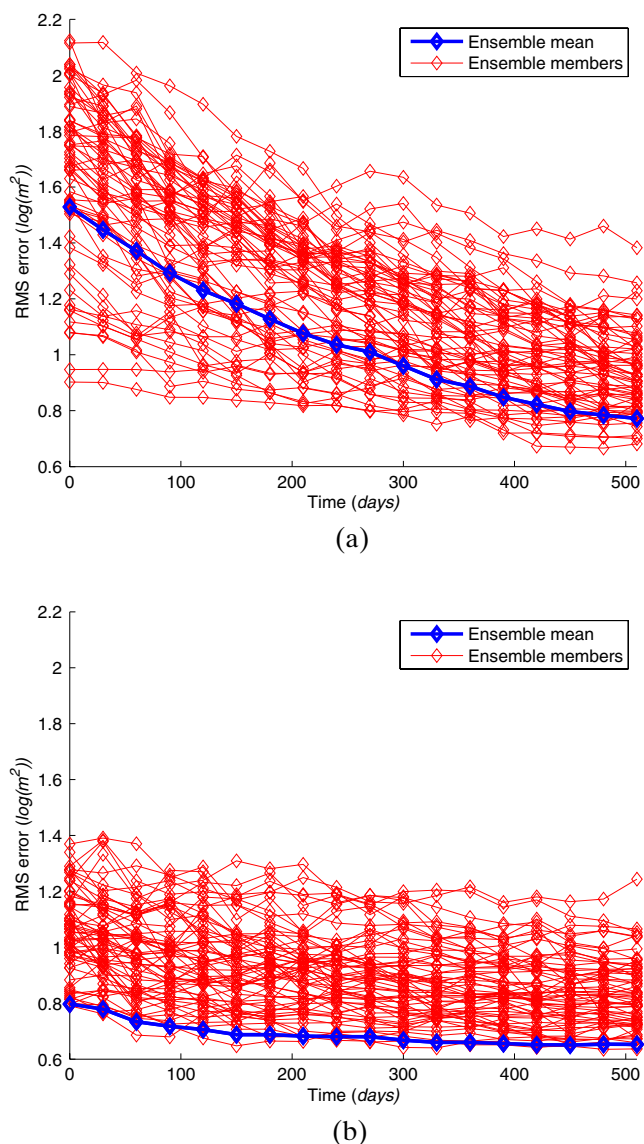 2.2
2
1.8
1.6
1.4
1.2
1
0.8
0.6
RMS error (log(m²))
Ensemble mean
Ensemble members
0 100 200 300 400 500
Time (days)
(a)
2.2
2
1.8
1.6
1.4
1.2
1
0.8
0.6
RMS error (log(m²))
Ensemble mean
Ensemble members
0 100 200 300 400 500
Time (days)
(b)